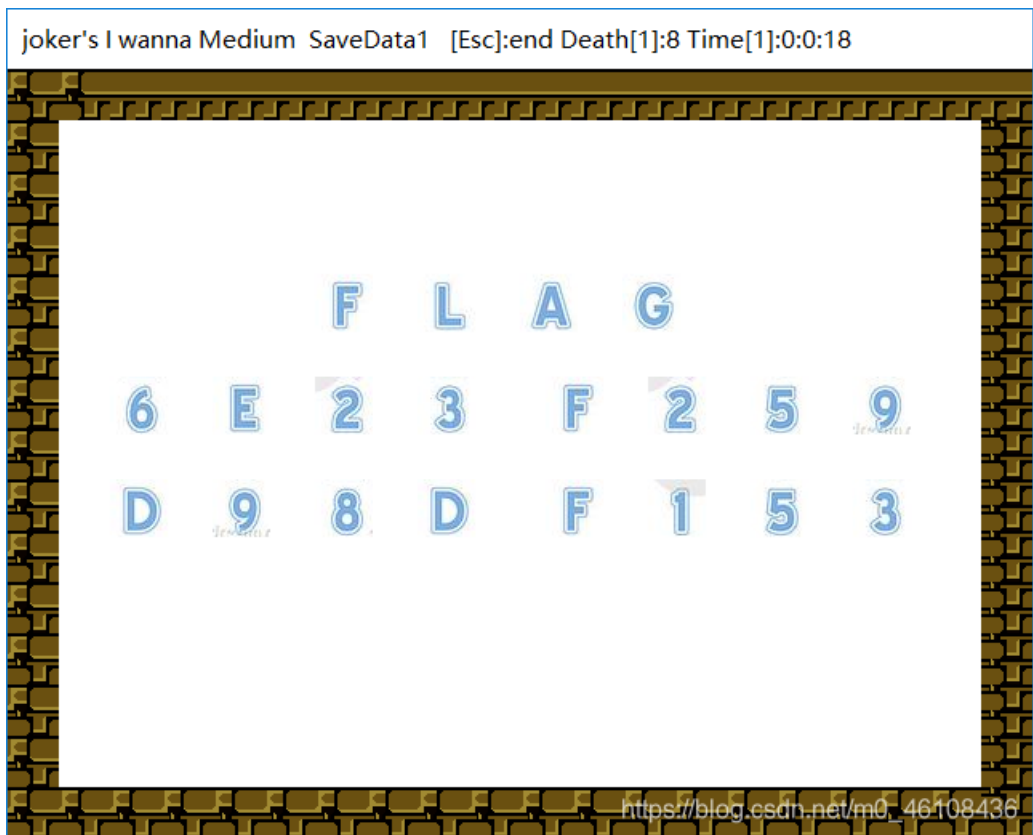 joker's I wanna Medium SaveData1 [Esc]:end Death[1]:8 Time[1]:0:0:18
F L A G
6 E 2 3 F 2 5 9
D 9 8 D F 1 5 3
https://blog.csdn.net/m0_46108436